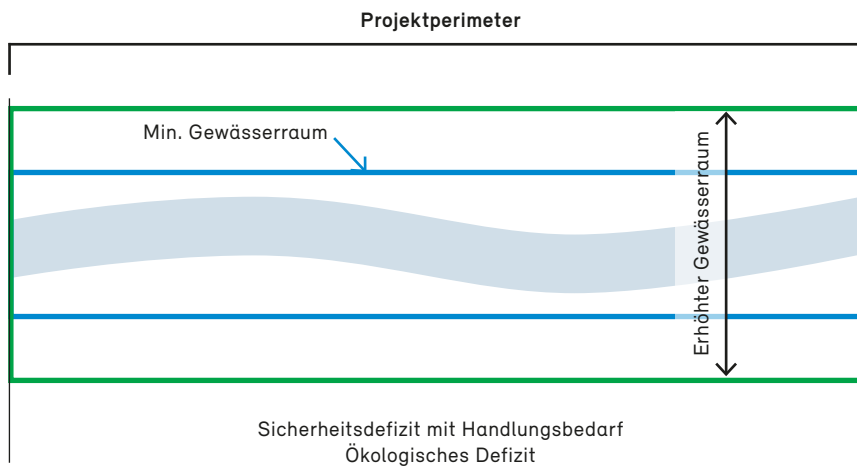 Projektperimeter
Min. Gewässerraum
Erhöhter Gewässerraum
Sicherheitsdefizit mit Handlungsbedarf
Ökologisches Defizit